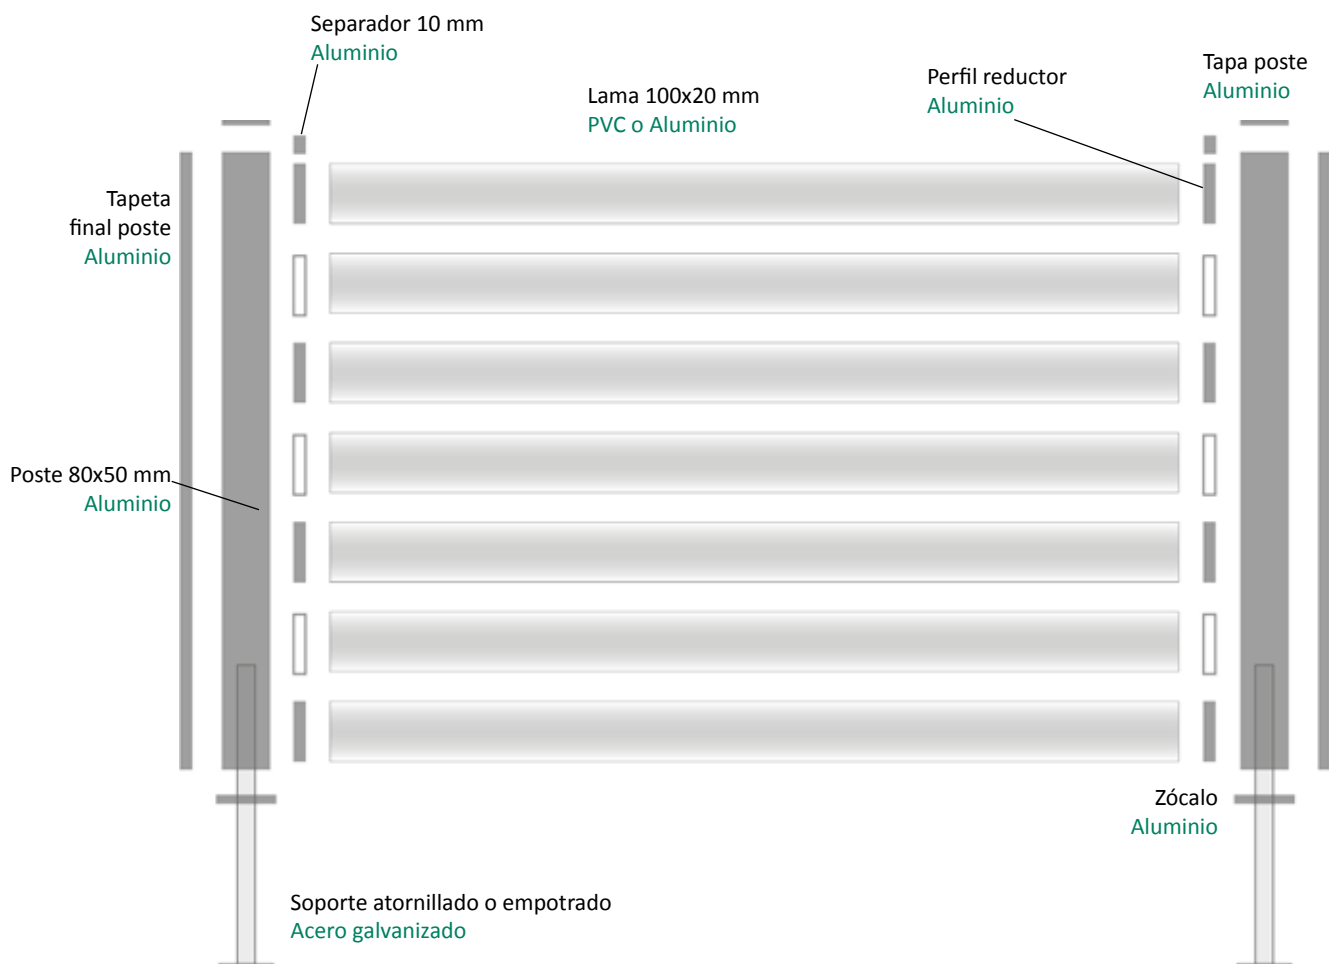 Separador 10 mm
Aluminio
Lama 100x20 mm
PVC o Aluminio
Perfil reductor
Aluminio
Tapa poste
Aluminio
Tapeta
final poste
Aluminio
Poste 80x50 mm
Aluminio
Zócalo
Aluminio
Soporte atornillado o empotrado
Acero galvanizado